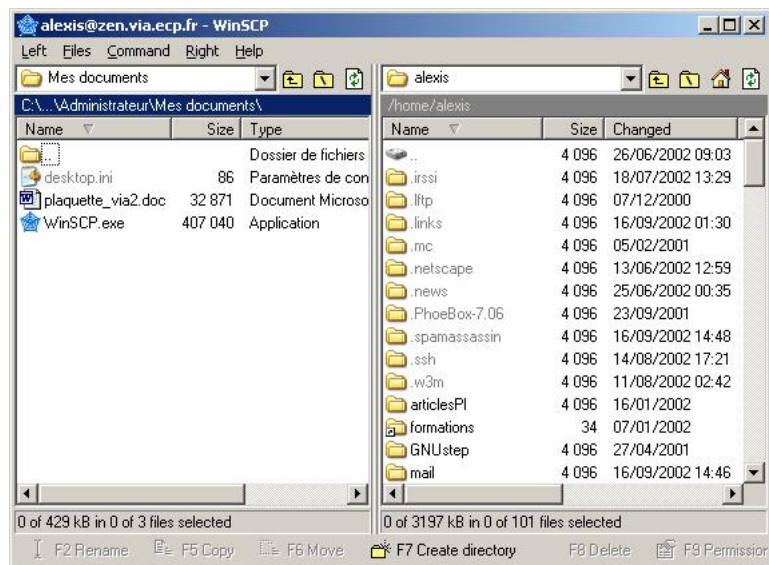 alexis@zen.via.ecp.fr - WinSCP
Left Files Command Right Help
Mes documents
alexis
C:\...\Administrateur\Mes documents\
/home/alexis
Name Size Type
Name Size Changed
.. Dossier de fichiers
desktop.ini 86 Paramètres de con
plaquette_via2.doc 32 871 Document Microso
WinSCP.exe 407 040 Application
.. 4 096 26/06/2002 09:03
.irssi 4 096 18/07/2002 13:29
.lftp 4 096 07/12/2000
.links 4 096 16/09/2002 01:30
.mc 4 096 05/02/2001
.netscape 4 096 13/06/2002 12:59
.news 4 096 25/06/2002 00:35
.PhoeBox-7.06 4 096 23/09/2001
.spamassassin 4 096 16/09/2002 14:48
.ssh 4 096 14/08/2002 17:21
.w3m 4 096 11/08/2002 02:42
articlesPI 4 096 16/01/2002
formations 34 07/01/2002
GNUstep 4 096 27/04/2001
mail 4 096 16/09/2002 14:46
0 of 429 kB in 0 of 3 files selected
0 of 3197 kB in 0 of 101 files selected
F2 Rename F5 Copy F6 Move F7 Create directory F8 Delete F9 Permission